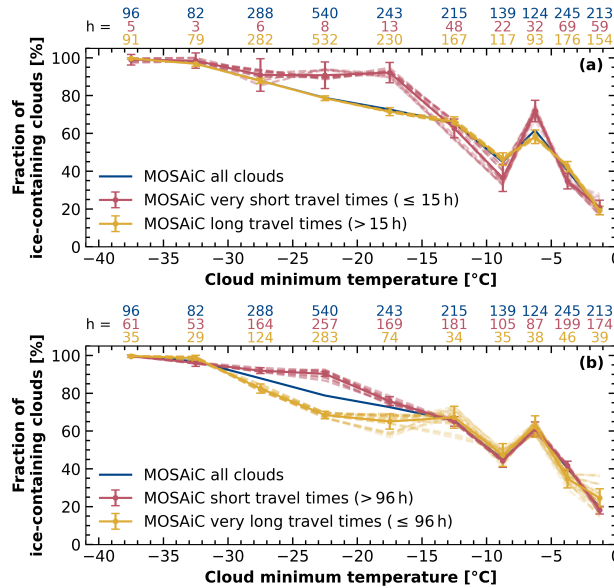 96 82 288 540 243 215 139 124 245 213
h = 5 3 6 8 13 48 22 32 69 59
91 79 282 532 230 167 117 93 176 154
100
80
60
40
20
0
Fraction of
ice-containing clouds [%]
(a)
MOSAiC all clouds
MOSAiC very short travel times (≤ 15 h)
MOSAiC long travel times (> 15 h)
−40 −35 −30 −25 −20 −15 −10 −5 0
Cloud minimum temperature [°C]
96 82 288 540 243 215 139 124 245 213
h = 61 53 164 257 169 181 105 87 199 174
35 29 124 283 74 34 35 38 46 39
100
80
60
40
20
0
Fraction of
ice-containing clouds [%]
(b)
MOSAiC all clouds
MOSAiC short travel times (> 96 h)
MOSAiC very long travel times (≤ 96 h)
−40 −35 −30 −25 −20 −15 −10 −5 0
Cloud minimum temperature [°C]